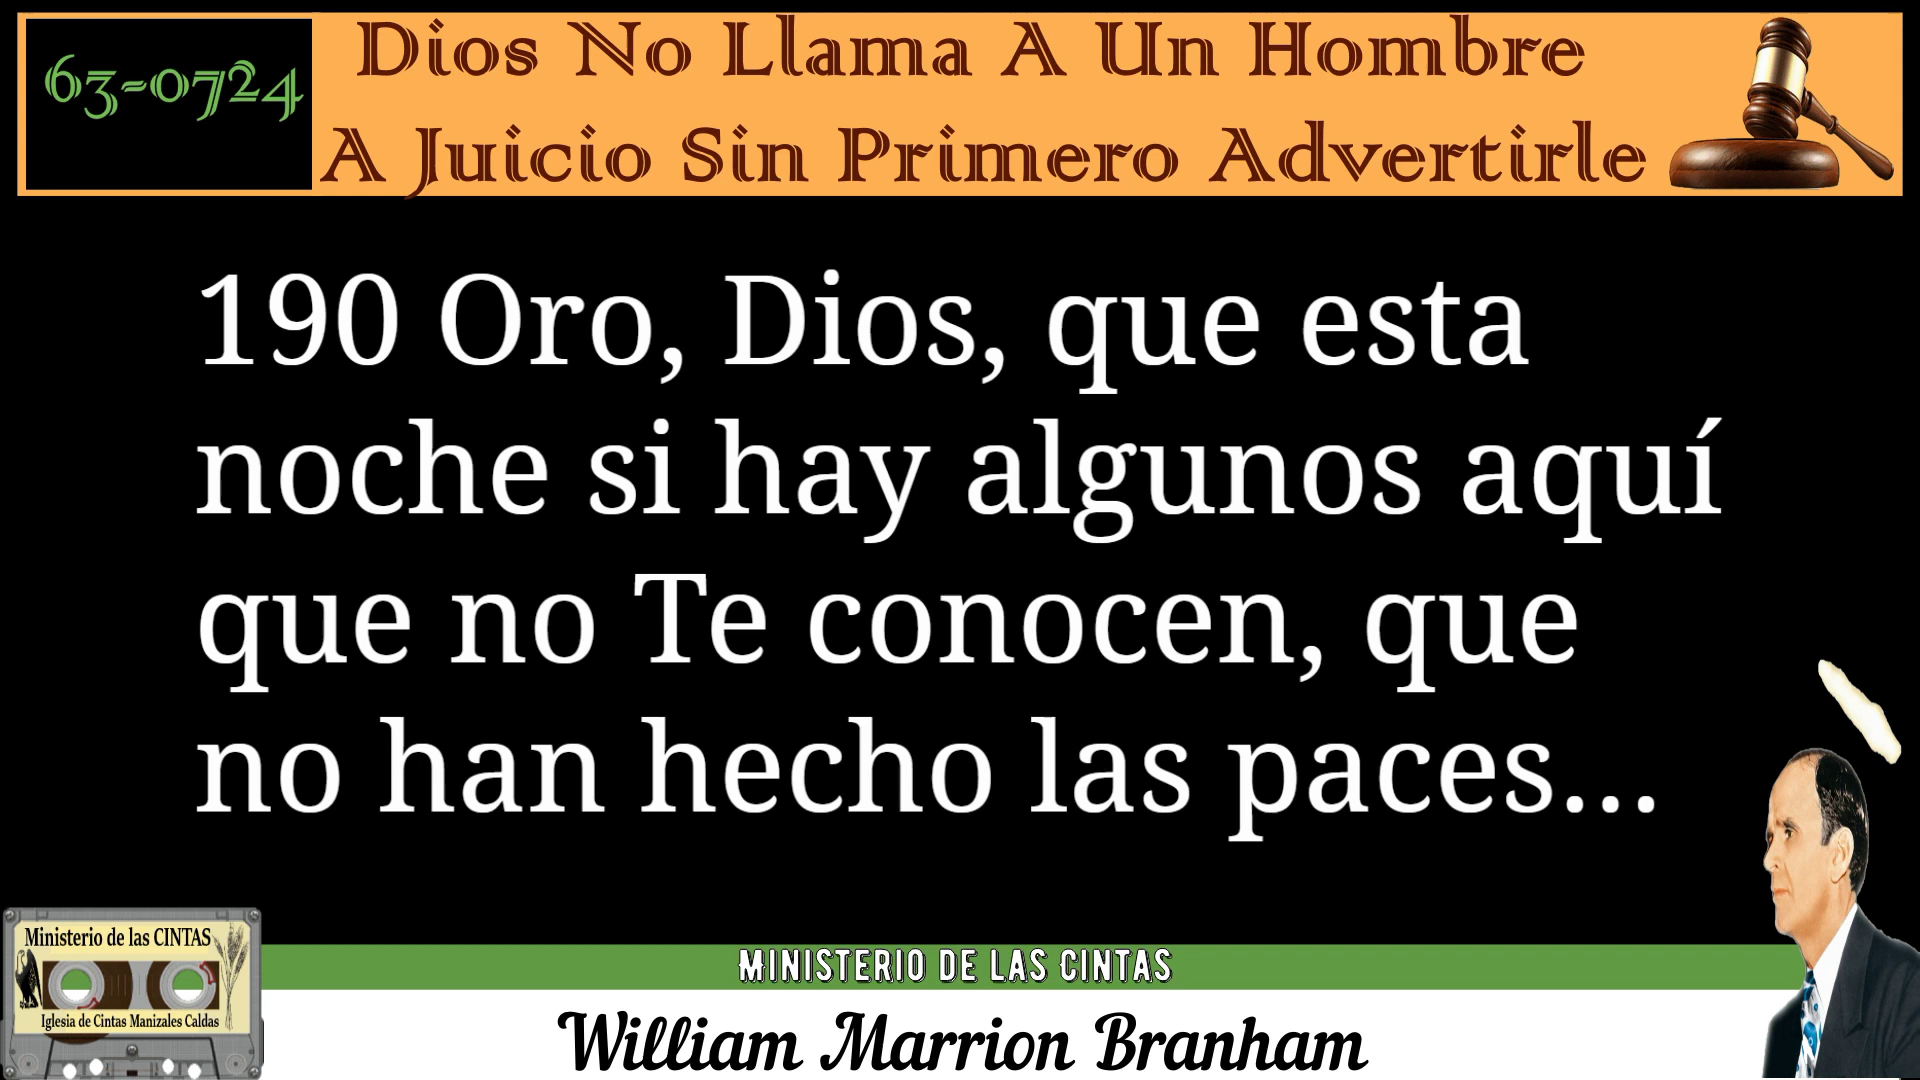 63-0724
Dios No Llama A Un Hombre
A Juicio Sin Primero Advertirle
190 Oro, Dios, que esta
noche si hay algunos aquí
que no Te conocen, que
no han hecho las paces...
Ministerio de las CINTAS
Iglesia de Cintas Manizales Caldas
MINISTERIO DE LAS CINTAS
William Marrion Branham